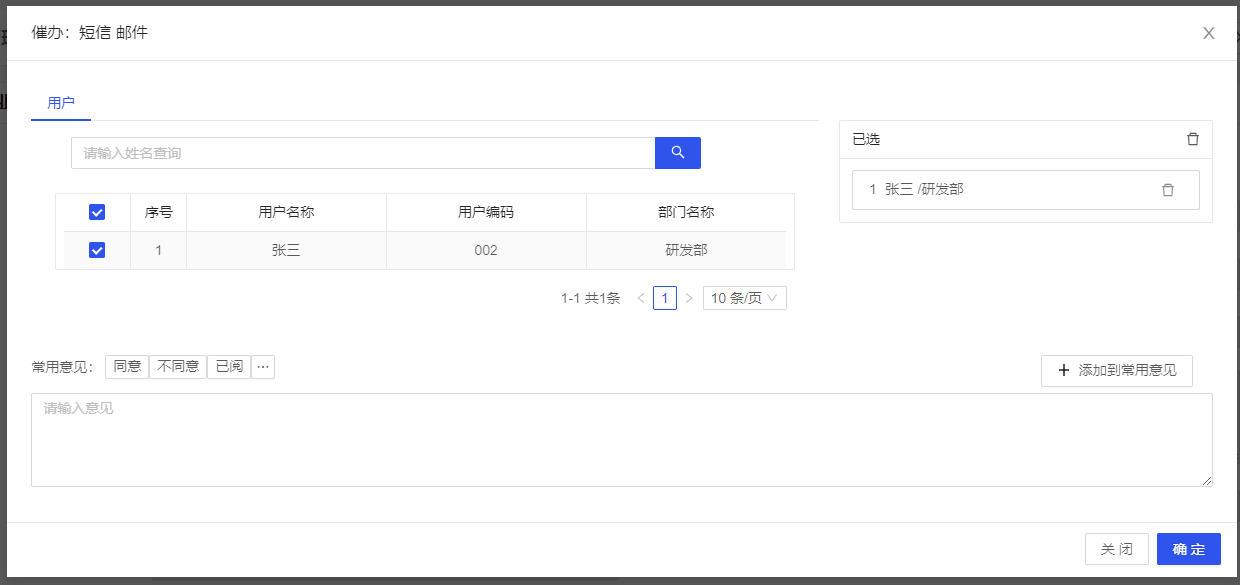 催办：短信 邮件
用户
请输入姓名查询
序号 用户名称 用户编码 部门名称
1 张三 002 研发部
1-1 共1条 < 1 > 10 条/页
已选
1 张三 /研发部
常用意见： 同意 不同意 已阅 ···
+ 添加到常用意见
请输入意见
关 闭 确 定